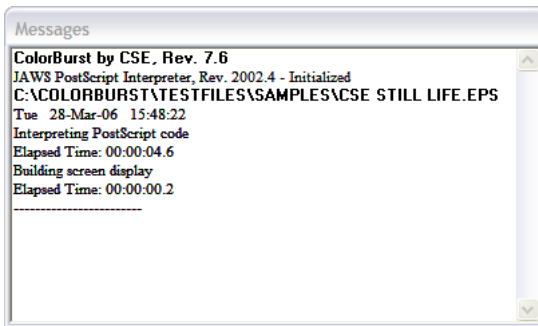 Messages
ColorBurst by CSE, Rev. 7.6
JAWS PostScript Interpreter, Rev. 2002.4 - Initialized
C:\COLORBURST\TESTFILES\SAMPLES\CSE STILL LIFE.EPS
Tue 28-Mar-06 15:48:22
Interpreting PostScript code
Elapsed Time: 00:00:04.6
Building screen display
Elapsed Time: 00:00:00.2
------------------------